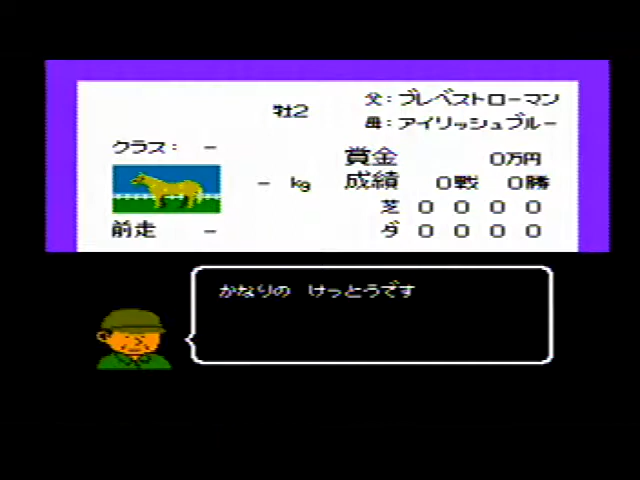 牡2
父:ブレベストローマン
母:アイリッシュブルー
クラス: -
賞金 0万円
- kg
成績 0戦 0勝
芝 0 0 0 0
前走 -
ダ 0 0 0 0
かなりの けっとうです